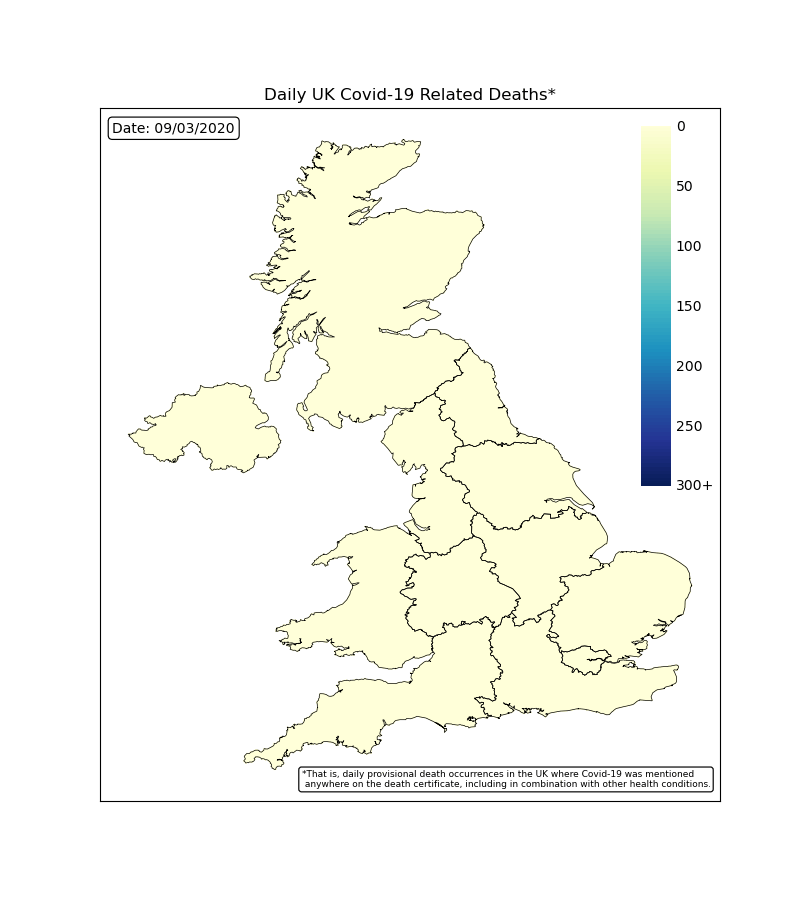 Daily UK Covid-19 Related Deaths*
Date: 09/03/2020
0
50
100
150
200
250
300+
*That is, daily provisional death occurrences in the UK where Covid-19 was mentioned
anywhere on the death certificate, including in combination with other health conditions.